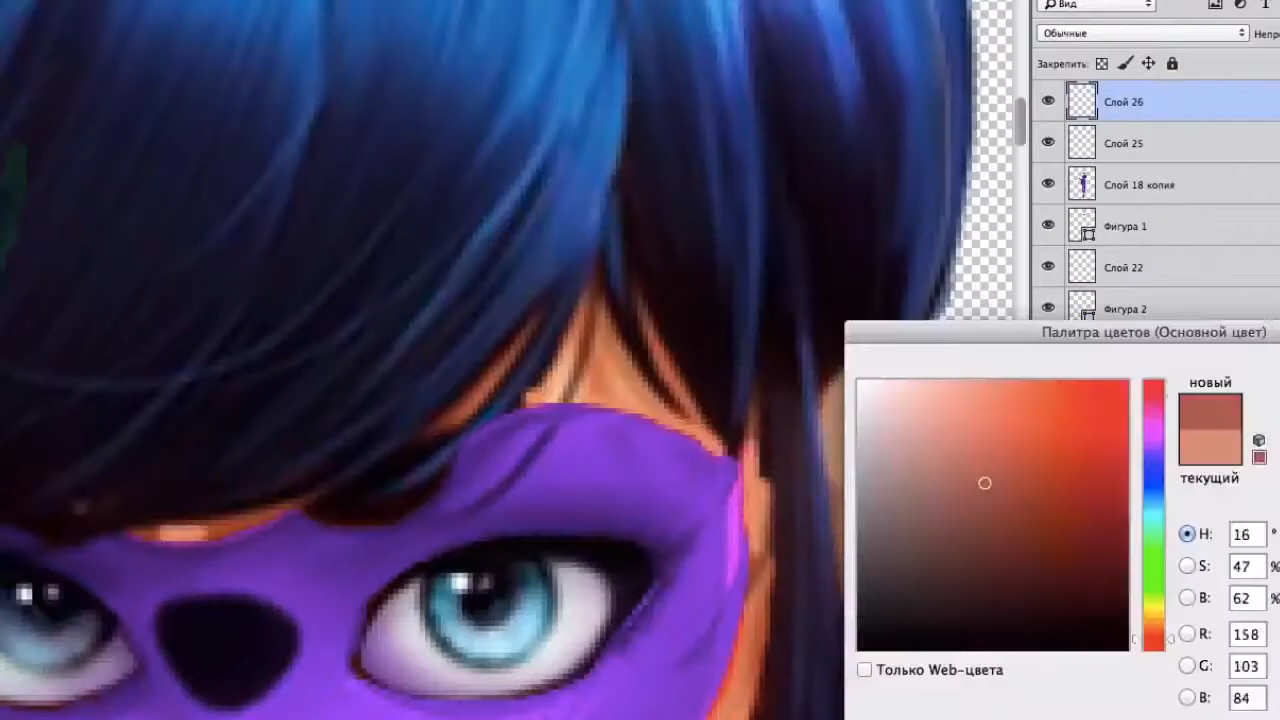 Вид
Обычные
Непр
Закрепить:
Слой 26
Слой 25
Слой 18 копия
Фигура 1
Слой 22
Фигура 2
Палитра цветов (Основной цвет)
новый
текущий
H: 16 °
S: 47 %
B: 62 %
R: 158
G: 103
B: 84
Только Web-цвета